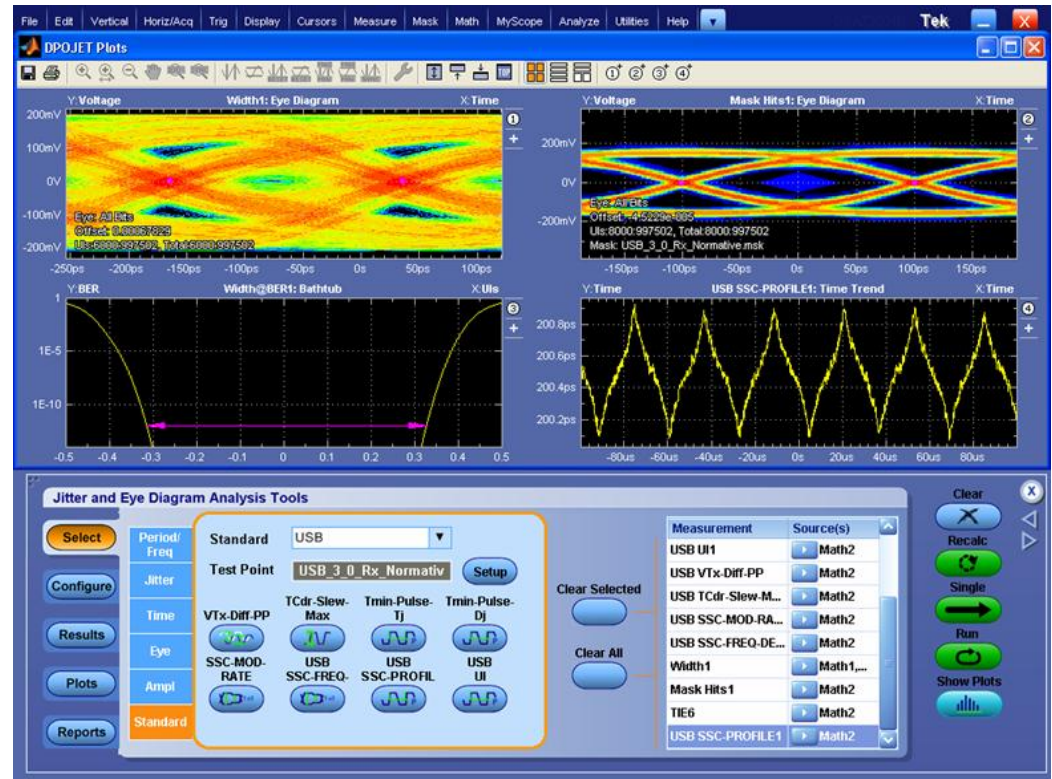 File Edit Vertical Horiz/Acq Trig Display Cursors Measure Mask Math MyScope Analyze Utilities Help Tek
DPOJET Plots
Y:Voltage Width1: Eye Diagram X:Time
200mV
100mV
0V
-100mV
-200mV
Eye: All Bits
Offset: 0.00067829
UIs:8000:997502, Total:8000:997502
-250ps -200ps -150ps -100ps -50ps 0s 50ps 100ps
1
Y:Voltage Mask Hits1: Eye Diagram X:Time
200mV
0V
-200mV
Eye: All Bits
Offset: -4.5229e-005
UIs:8000:997502, Total:8000:997502
Mask: USB_3_0_Rx_Normative.msk
-150ps -100ps -50ps 0s 50ps 100ps 150ps
2
Y:BER Width@BER1: Bathtub X:UIs
1
1E-5
1E-10
-0.5 -0.4 -0.3 -0.2 -0.1 0 0.1 0.2 0.3 0.4 0.5
3
Y:Time USB SSC-PROFILE1: Time Trend X:Time
200.8ps
200.6ps
200.4ps
200.2ps
-80us -60us -40us -20us 0s 20us 40us 60us 80us
4
Jitter and Eye Diagram Analysis Tools
Select
Configure
Results
Plots
Reports
Period/
Freq
Jitter
Time
Eye
Ampl
Standard
Standard USB
Test Point USB_3_0_Rx_Normativ Setup
VTx-Diff-PP
TCdr-Slew-
Max
Tmin-Pulse-
Tj
Tmin-Pulse-
Dj
SSC-MOD-
RATE
USB
SSC-FREQ-
USB
SSC-PROFIL
USB
UI
Clear Selected
Clear All
Measurement Source(s)
USB UI1 Math2
USB VTx-Diff-PP Math2
USB TCdr-Slew-M... Math2
USB SSC-MOD-RA... Math2
USB SSC-FREQ-DE... Math2
Width1 Math1,...
Mask Hits1 Math2
TIE6 Math2
USB SSC-PROFILE1 Math2
Clear
Recalc
Single
Run
Show Plots